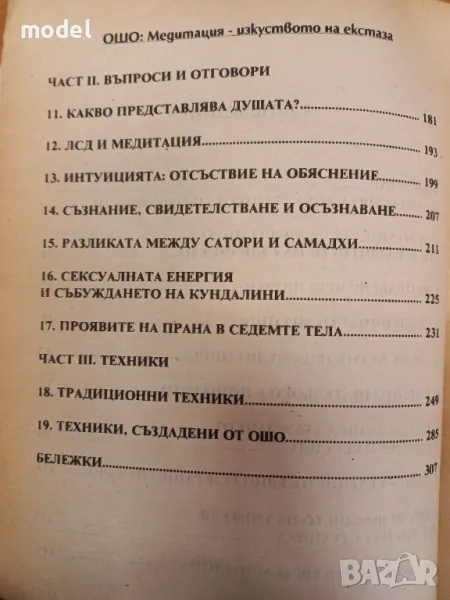 model
ОШО: Медитация - изкуството на екстаза
ЧАСТ II. ВЪПРОСИ И ОТГОВОРИ
11. КАКВО ПРЕДСТАВЛЯВА ДУШАТА?.......................181
12. ЛСД И МЕДИТАЦИЯ.......................193
13. ИНТУИЦИЯТА: ОТСЪСТВИЕ НА ОБЯСНЕНИЕ.......199
14. СЪЗНАНИЕ, СВИДЕТЕЛСТВАНЕ И ОСЪЗНАВАНЕ.....207
15. РАЗЛИКАТА МЕЖДУ САТОРИ И САМАДХИ.............211
16. СЕКСУАЛНАТА ЕНЕРГИЯ
И СЪБУЖДАНЕТО НА КУНДАЛИНИ.......................225
17. ПРОЯВИТЕ НА ПРАНА В СЕДЕМТЕ ТЕЛА...............231
ЧАСТ III. ТЕХНИКИ
18. ТРАДИЦИОННИ ТЕХНИКИ.......................249
19. ТЕХНИКИ, СЪЗДАДЕНИ ОТ ОШО.......................285
БЕЛЕЖКИ.......................307
BAZAR